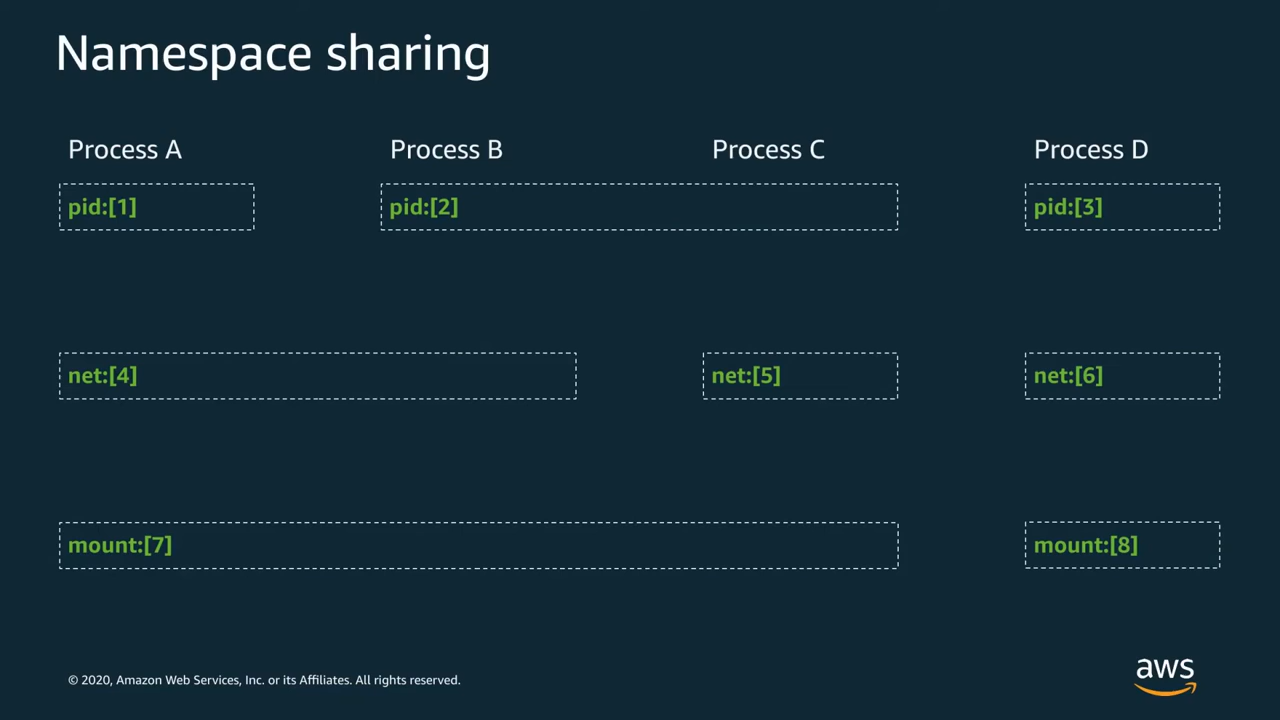 Namespace sharing
Process A Process B Process C Process D
pid:[1] pid:[2] pid:[3]
net:[4] net:[5] net:[6]
mount:[7] mount:[8]
© 2020, Amazon Web Services, Inc. or its Affiliates. All rights reserved.
aws